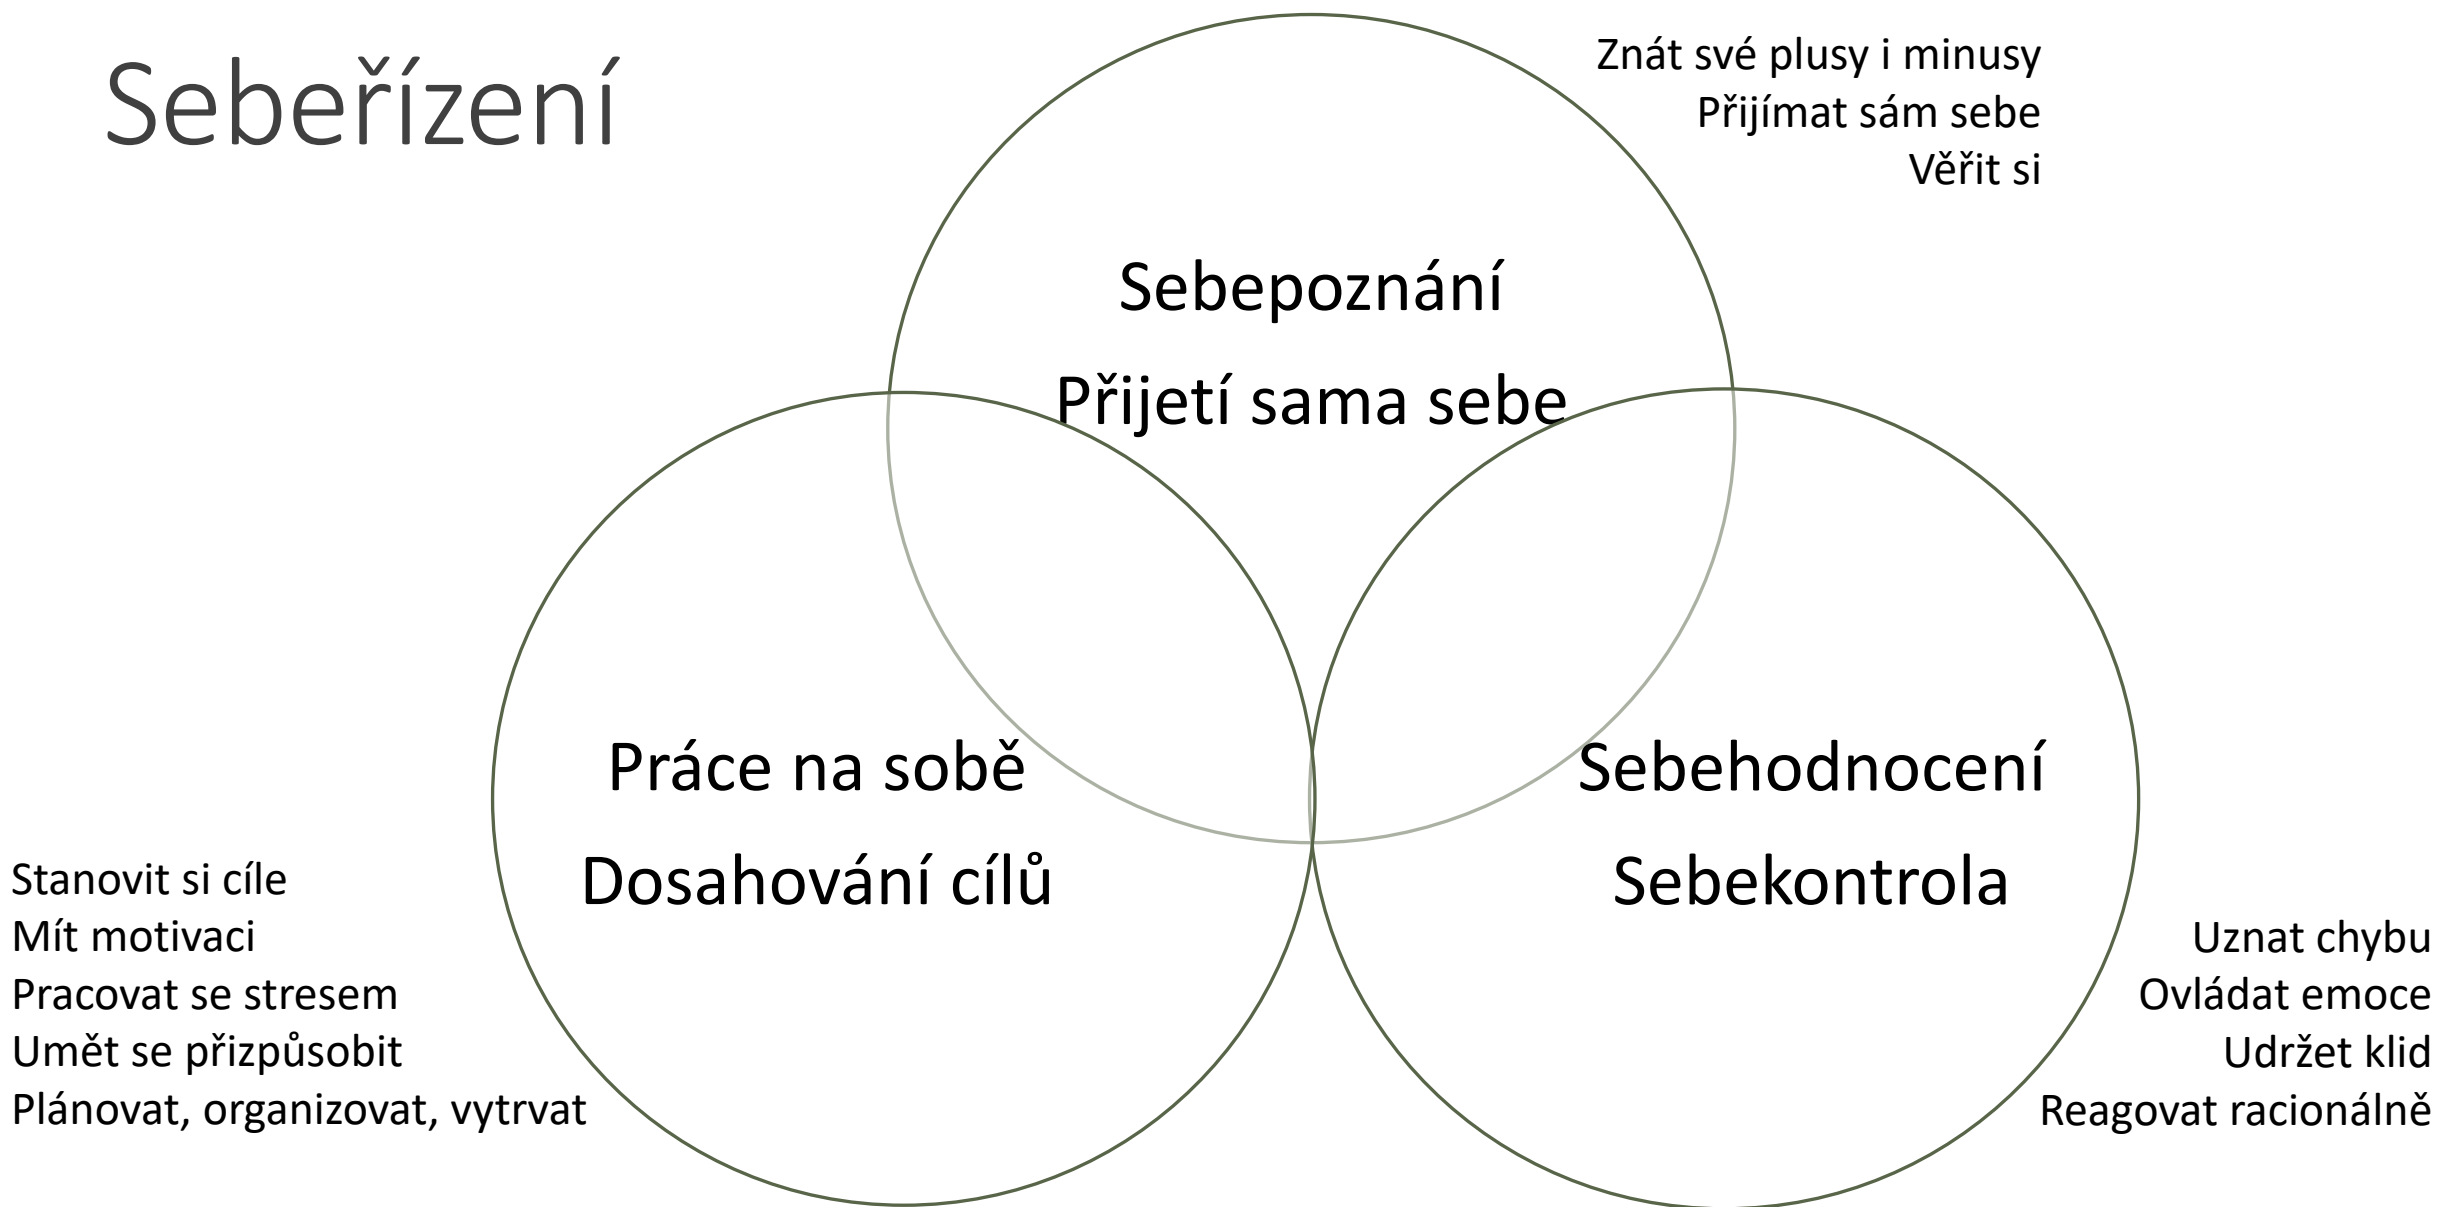 Sebeřízení
Znát své plusy i minusy
Přijímat sám sebe
Věřit si
Sebepoznání
Přijetí sama sebe
Práce na sobě
Dosahování cílů
Sebehodnocení
Sebekontrola
Stanovit si cíle
Mít motivaci
Pracovat se stresem
Umět se přizpůsobit
Plánovat, organizovat, vytrvat
Uznat chybu
Ovládat emoce
Udržet klid
Reagovat racionálně